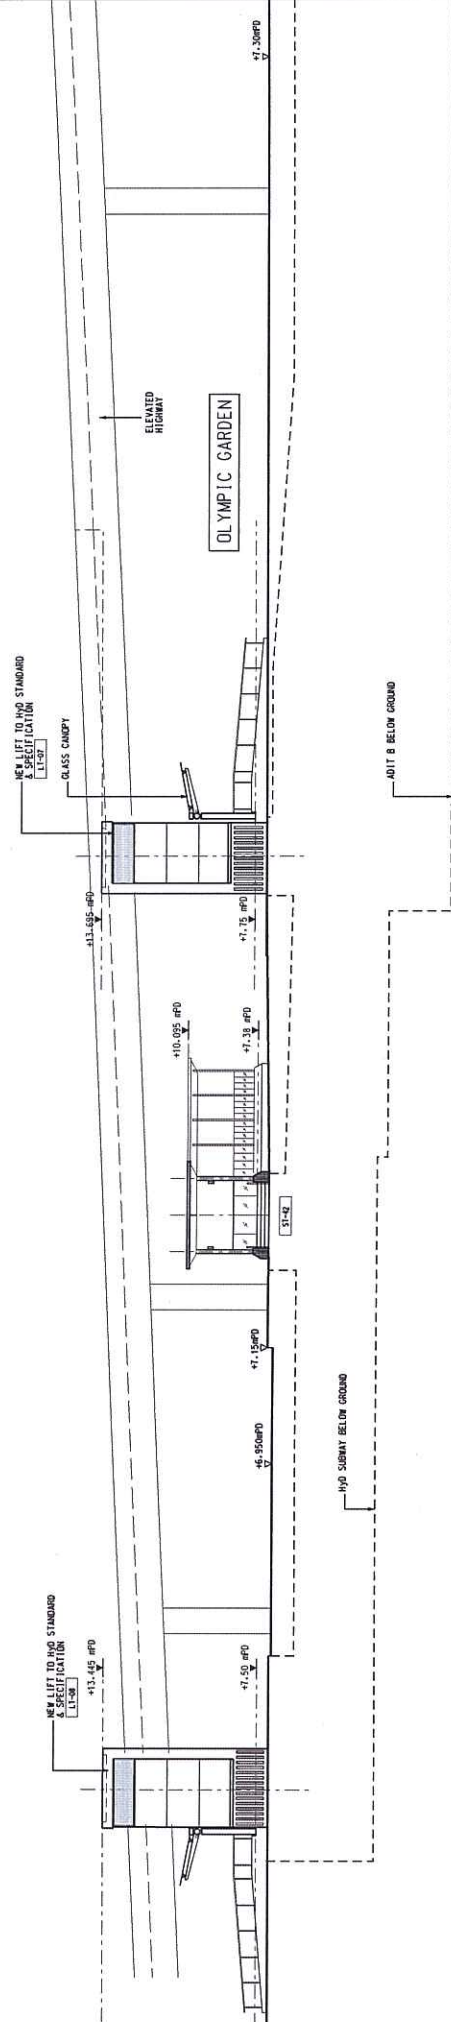 NEW LIFT TO HyD STANDARD
& SPECIFICATION
LT-08
+13.445 mPD
+7.50 mPD
HyD SUBWAY BELOW GROUND
+6.950mPD
+7.15mPD
ST-42
+10.095 mPD
+7.38 mPD
+13.695 mPD
+7.75 mPD
NEW LIFT TO HyD STANDARD
& SPECIFICATION
LT-07
GLASS CANOPY
ADIT B BELOW GROUND
OLYMPIC GARDEN
ELEVATED
HIGHWAY
+7.30mPD